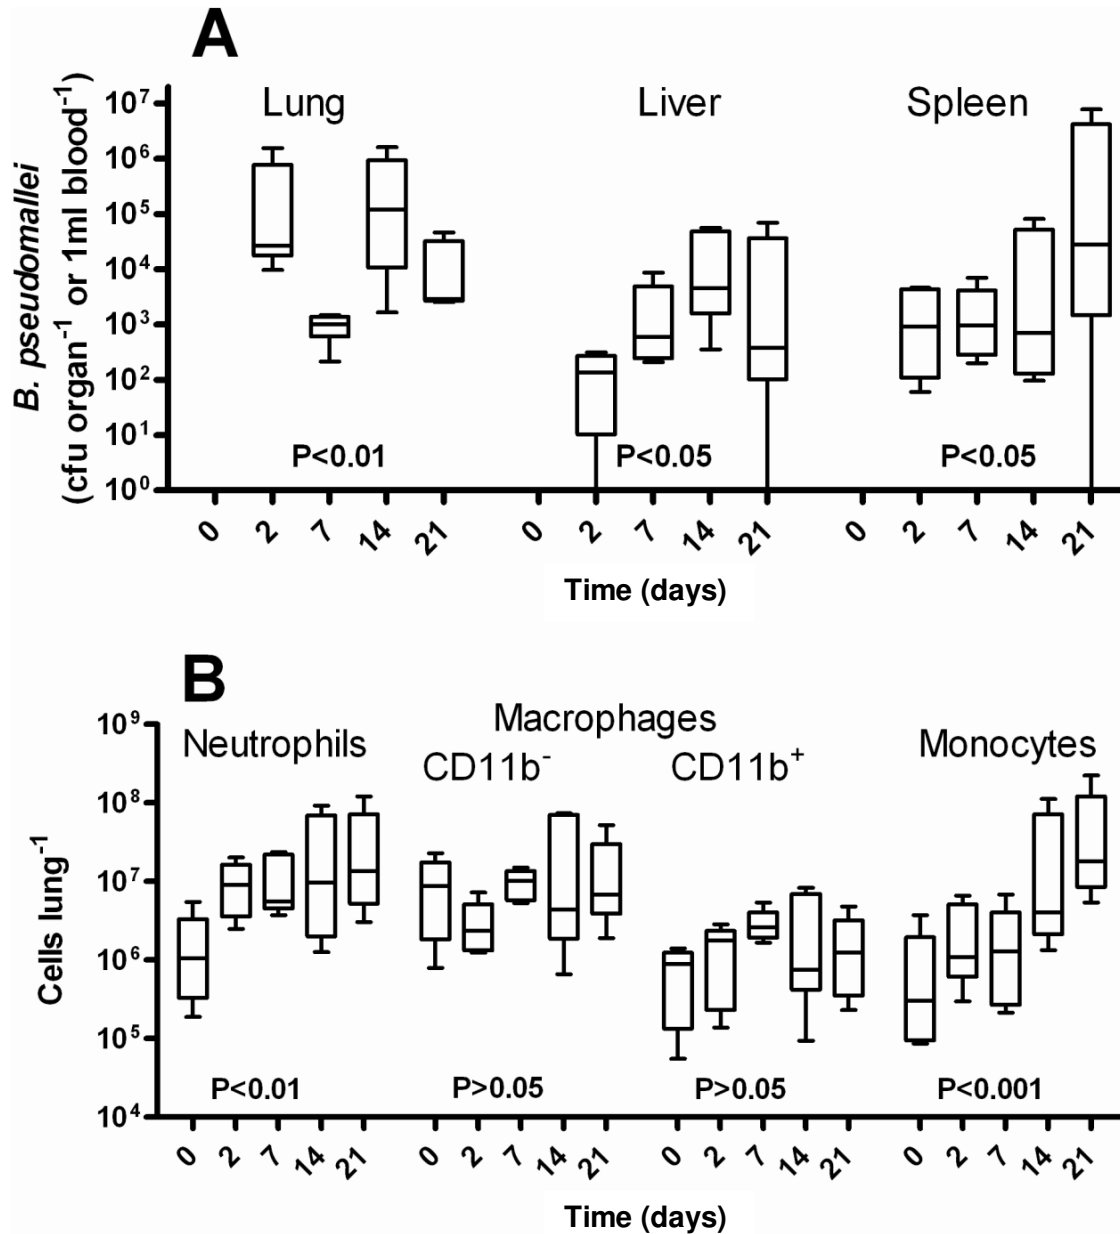 A
B. pseudomallei
(cfu organ⁻¹ or 1ml blood⁻¹)
10⁷
10⁶
10⁵
10⁴
10³
10²
10¹
10⁰
Lung Liver Spleen
P<0.01 P<0.05 P<0.05
0 2 7 14 21 0 2 7 14 21 0 2 7 14 21
Time (days)
B
Cells lung⁻¹
10⁹
10⁸
10⁷
10⁶
10⁵
10⁴
Macrophages
Neutrophils CD11b⁻ CD11b⁺ Monocytes
P<0.01 P>0.05 P>0.05 P<0.001
0 2 7 14 21 0 2 7 14 21 0 2 7 14 21 0 2 7 14 21
Time (days)